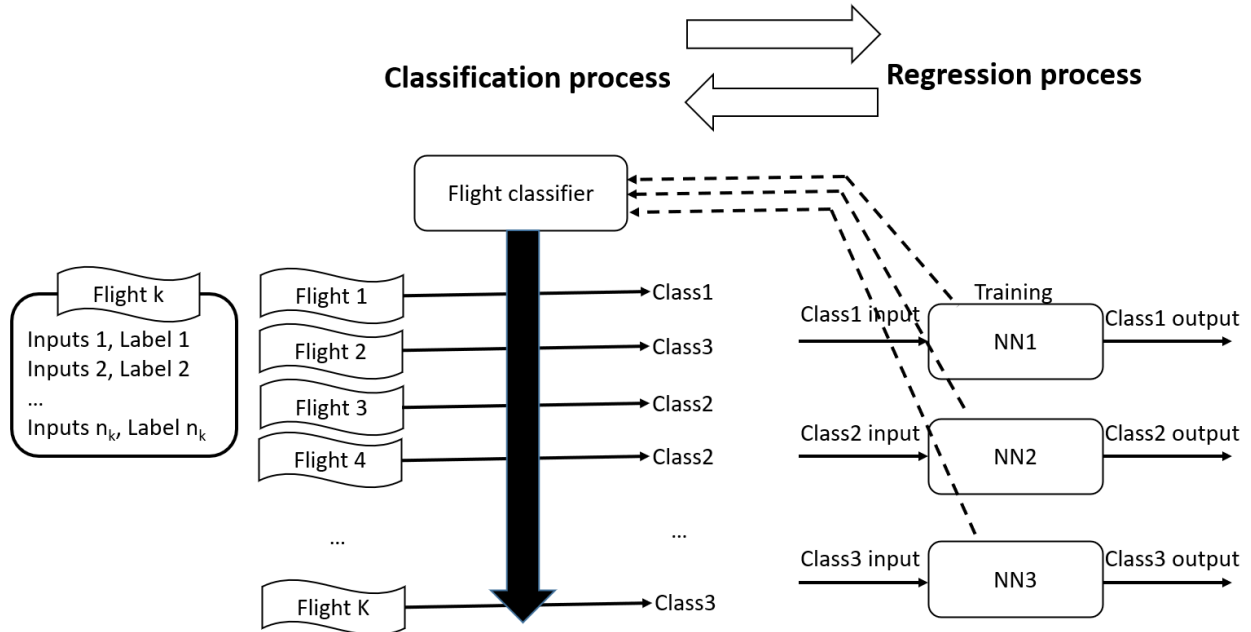 Classification process
Regression process
Flight classifier
Flight k
Inputs 1, Label 1
Inputs 2, Label 2
...
Inputs nk, Label nk
Flight 1
Class1
Flight 2
Class3
Flight 3
Class2
Flight 4
Class2
...
...
Flight K
Class3
Training
Class1 input
NN1
Class1 output
Class2 input
NN2
Class2 output
Class3 input
NN3
Class3 output